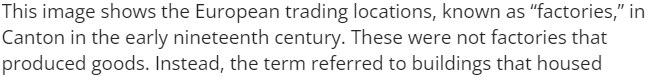 This image shows the European trading locations, known as “factories,” in
Canton in the early nineteenth century. These were not factories that
produced goods. Instead, the term referred to buildings that housed